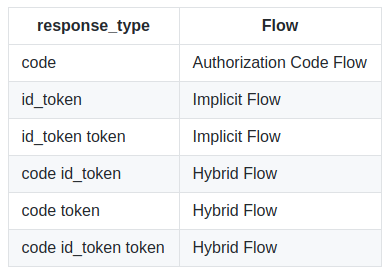 response_type Flow
code Authorization Code Flow
id_token Implicit Flow
id_token token Implicit Flow
code id_token Hybrid Flow
code token Hybrid Flow
code id_token token Hybrid Flow